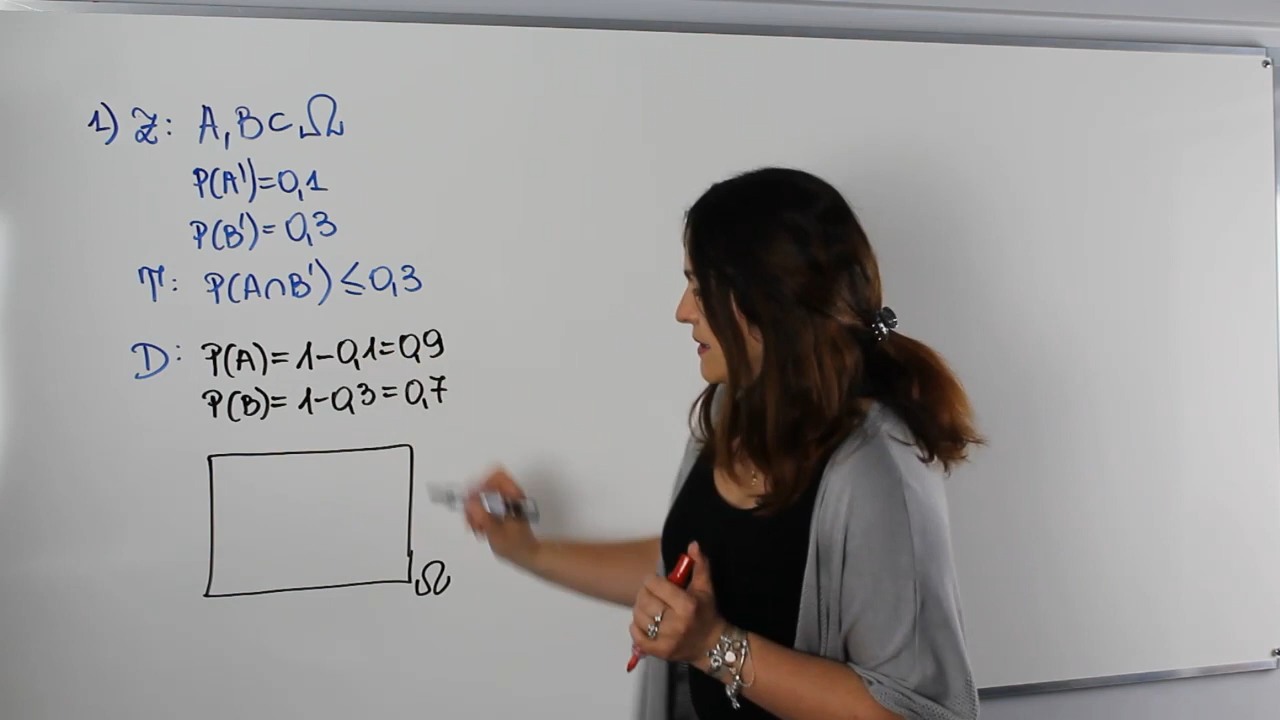 1) Z: A, B ⊂ Ω
P(A')=0,1
P(B')=0,3
T: P(A∩B') ≤ 0,3
D: P(A)=1-0,1=0,9
P(B)=1-0,3=0,7
Ω